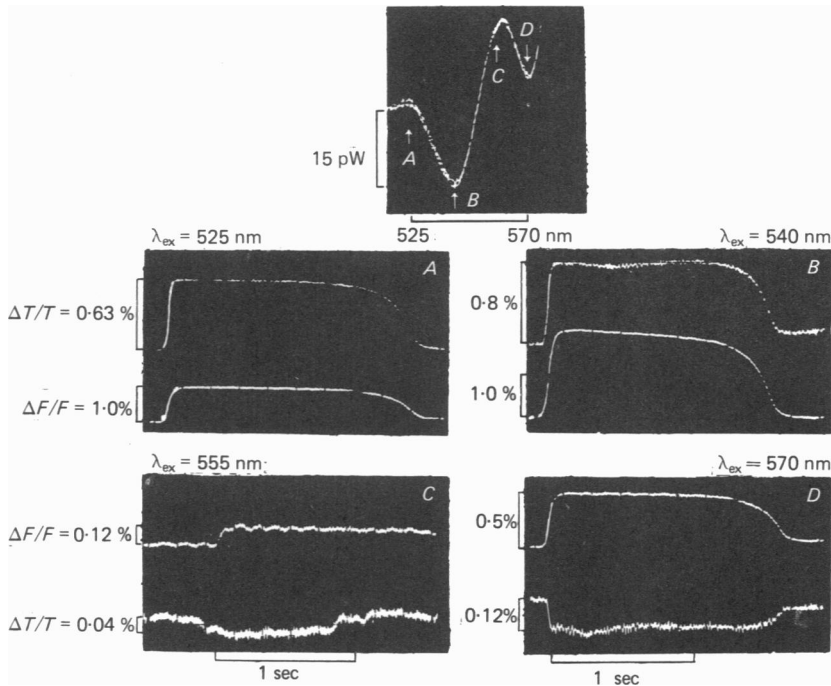 D
C
15 pW
A
B
525 570 nm
λex = 525 nm
λex = 540 nm
A
B
ΔT/T = 0·63 %
0·8 %
ΔF/F = 1·0%
1·0%
λex = 555 nm
λex = 570 nm
C
D
ΔF/F = 0·12 %
0·5%
ΔT/T = 0·04 %
0·12%
1 sec
1 sec